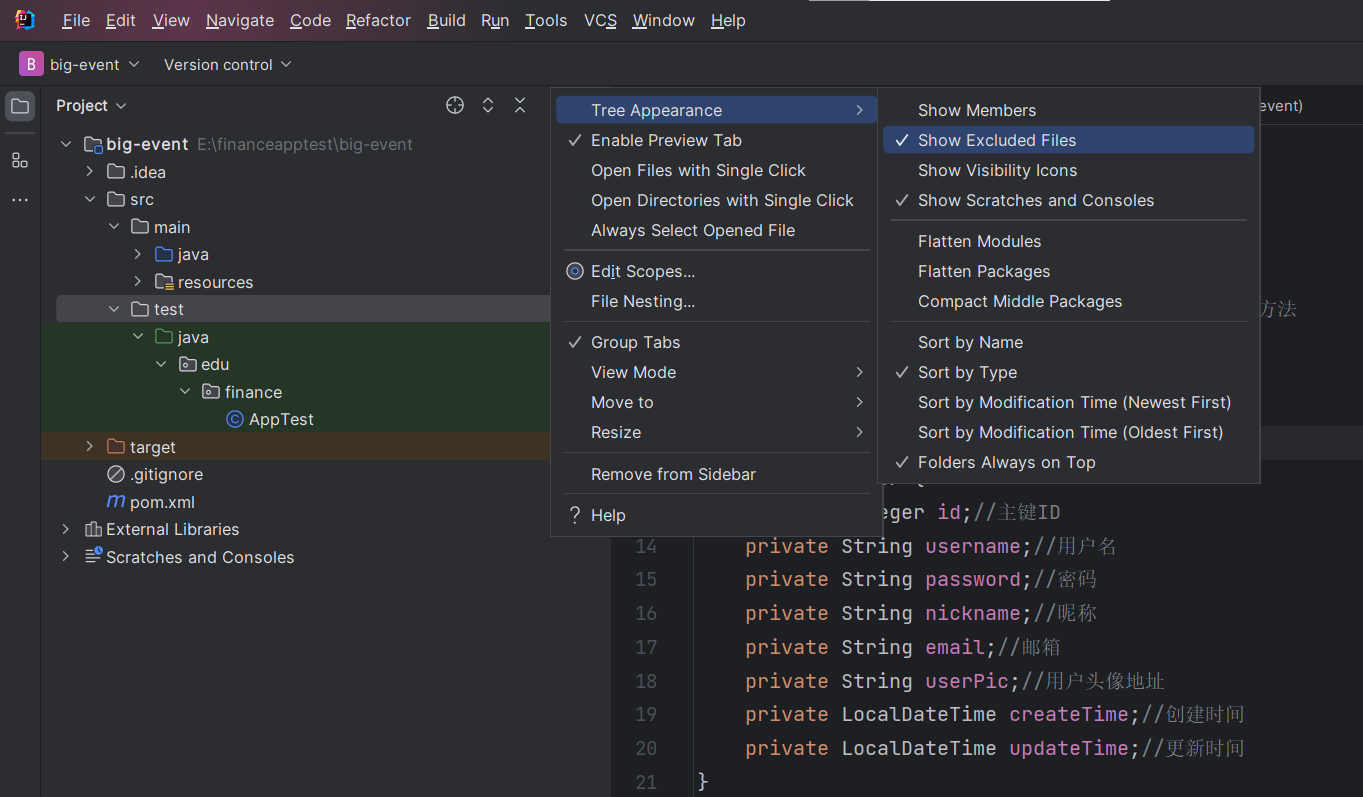 File Edit View Navigate Code Refactor Build Run Tools VCS Window Help
B big-event Version control
Project
big-event E:\financeapptest\big-event
.idea
src
main
java
resources
test
java
edu
finance
AppTest
target
.gitignore
pom.xml
External Libraries
Scratches and Consoles
Tree Appearance
Enable Preview Tab
Open Files with Single Click
Open Directories with Single Click
Always Select Opened File
Edit Scopes...
File Nesting...
Group Tabs
View Mode
Move to
Resize
Remove from Sidebar
? Help
Show Members
Show Excluded Files
Show Visibility Icons
Show Scratches and Consoles
Flatten Modules
Flatten Packages
Compact Middle Packages
Sort by Name
Sort by Type
Sort by Modification Time (Newest First)
Sort by Modification Time (Oldest First)
Folders Always on Top
event)
方法
{
eger id;//主键ID
14 private String username;//用户名
15 private String password;//密码
16 private String nickname;//昵称
17 private String email;//邮箱
18 private String userPic;//用户头像地址
19 private LocalDateTime createTime;//创建时间
20 private LocalDateTime updateTime;//更新时间
21 }